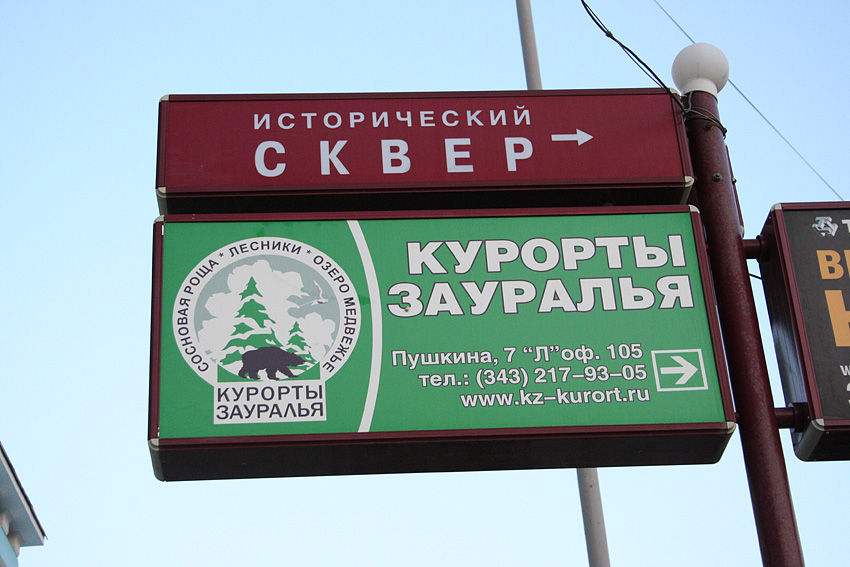 ИСТОРИЧЕСКИЙ
СКВЕР
СОСНОВАЯ РОЩА * ЛЕСНИКИ * ОЗЕРО МЕДВЕЖЬЕ
КУРОРТЫ
ЗАУРАЛЬЯ
КУРОРТЫ
ЗАУРАЛЬЯ
Пушкина, 7 “Л”оф. 105
тел.: (343) 217–93–05
www.kz–kurort.ru